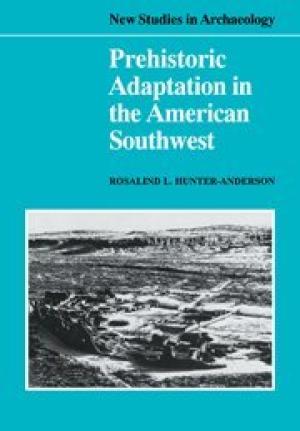 New Studies in Archaeology
Prehistoric
Adaptation in
the American
Southwest
ROSALIND L. HUNTER-ANDERSON